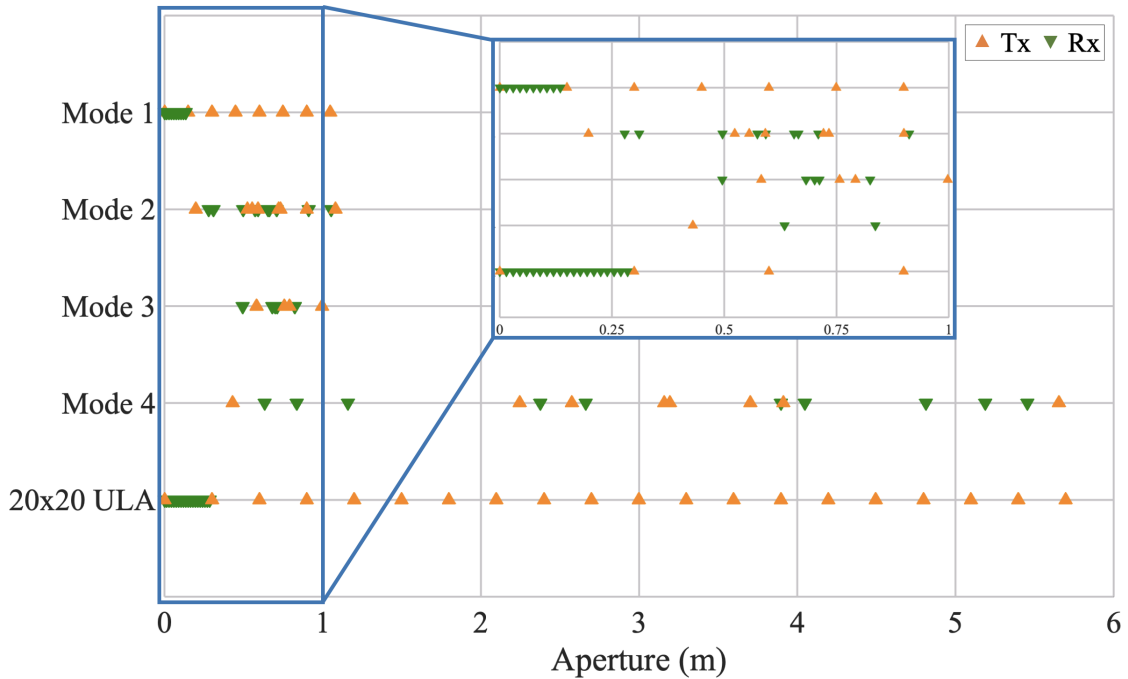 Tx Rx
Mode 1
Mode 2
Mode 3
0 0.25 0.5 0.75 1
Mode 4
20x20 ULA
0 1 2 3 4 5 6
Aperture (m)